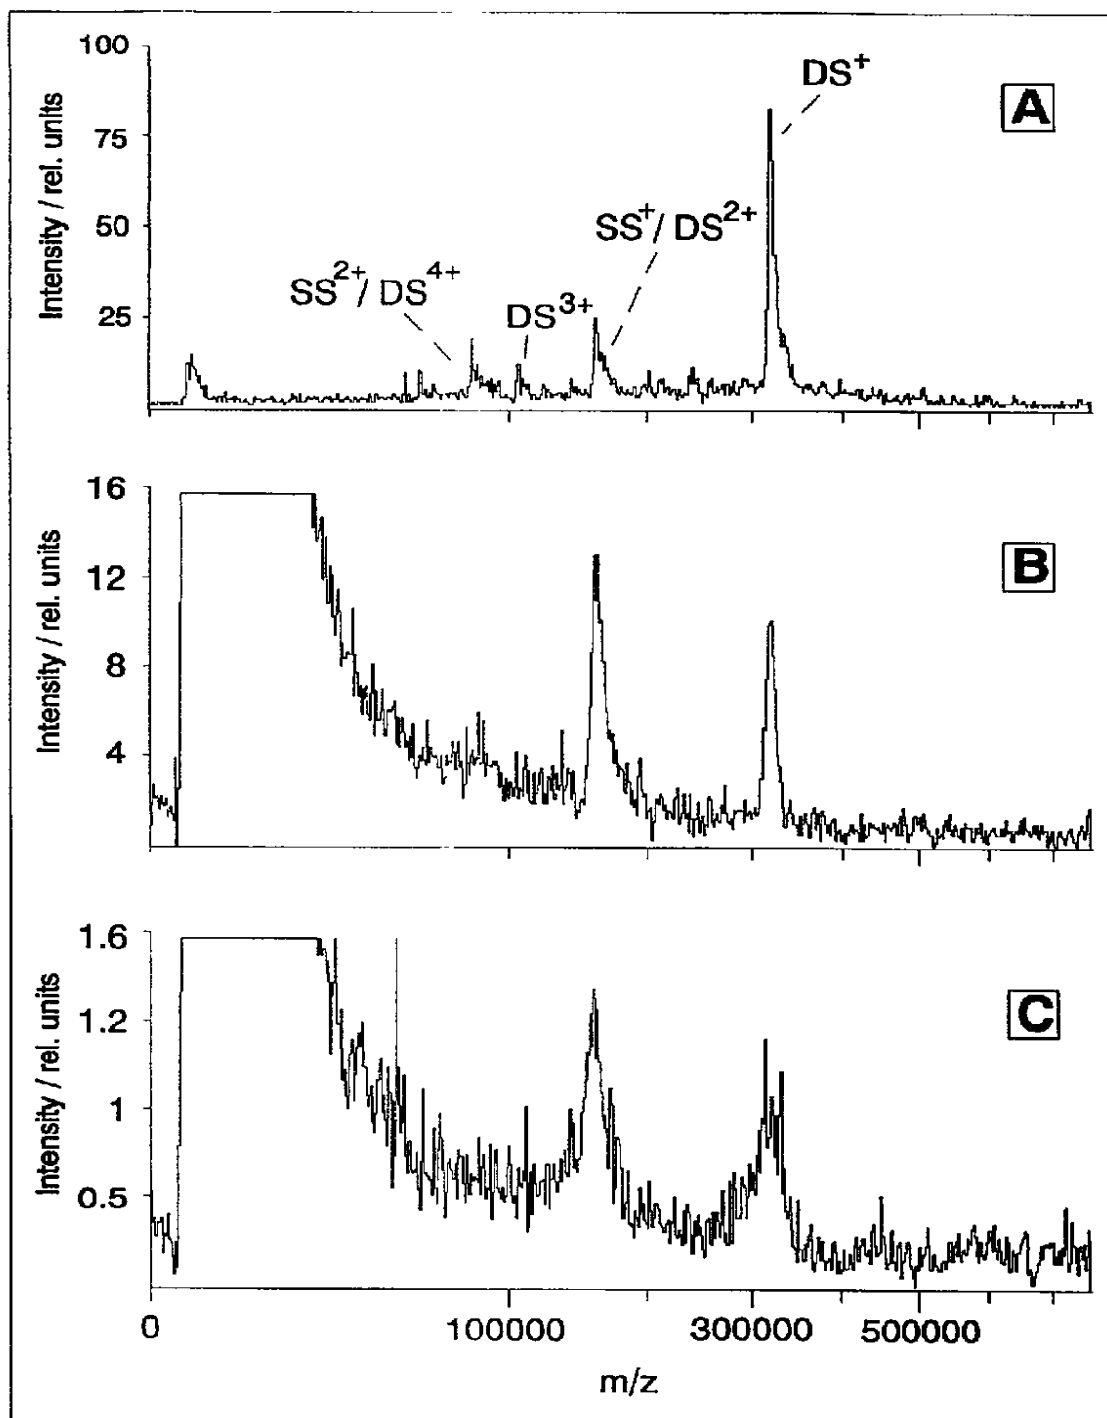 100
75
50
25
Intensity / rel. units
DS+
SS+/ DS2+
SS2+/ DS4+
DS3+
A
16
12
8
4
Intensity / rel. units
B
1.6
1.2
1
0.5
Intensity / rel. units
C
0 100000 300000 500000
m/z